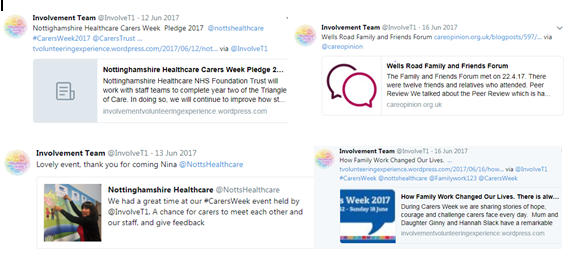 Involvement Team @InvolveT1 · 12 Jun 2017
Nottinghamshire Healthcare Carers Week Pledge 2017 @nottshealthcare
#CarersWeek2017 @CarersTrust ...
tvolunteeringexperience.wordpress.com/2017/06/12/not... via @InvolveT1
Nottinghamshire Healthcare Carers Week Pledge 2...
Nottinghamshire Healthcare NHS Foundation Trust will
work with staff teams to complete year two of the Triangle
of Care. In doing so, we will continue to improve how st...
involvementvolunteeringexperience.wordpress.com
Involvement Team @InvolveT1 · 16 Jun 2017
Wells Road Family and Friends Forum careopinion.org.uk/blogposts/597/... via
@careopinion
Wells Road Family and Friends Forum
The Family and Friends Forum met on 22.4.17. There
were twelve friends and relatives who attended. Peer
Review We talked about the Peer Review which is ha...
careopinion.org.uk
Involvement Team @InvolveT1 · 13 Jun 2017
Lovely event, thank you for coming Nina @NottsHealthcare
Nottinghamshire Healthcare @NottsHealthcare
We had a great time at our #CarersWeek event held by
@InvolveT1. A chance for carers to meet each other and
our staff, and give feedback
Involvement Team @InvolveT1 · 16 Jun 2017
How Family Work Changed Our Lives. ...
tvolunteeringexperience.wordpress.com/2017/06/16/how... via @InvolveT1
#CarersWeek @nottshealthcare @Familywork123 @CarersWeek
s Week 2017
12 - Sunday 18 June
How Family Work Changed Our Lives. There is alw...
During Carers Week we are sharing stories of hope,
courage and challenge carers face every day. Mum and
Daughter Ginny and Hannah Slack have a remarkable
involvementvolunteeringexperience.wordpress.com